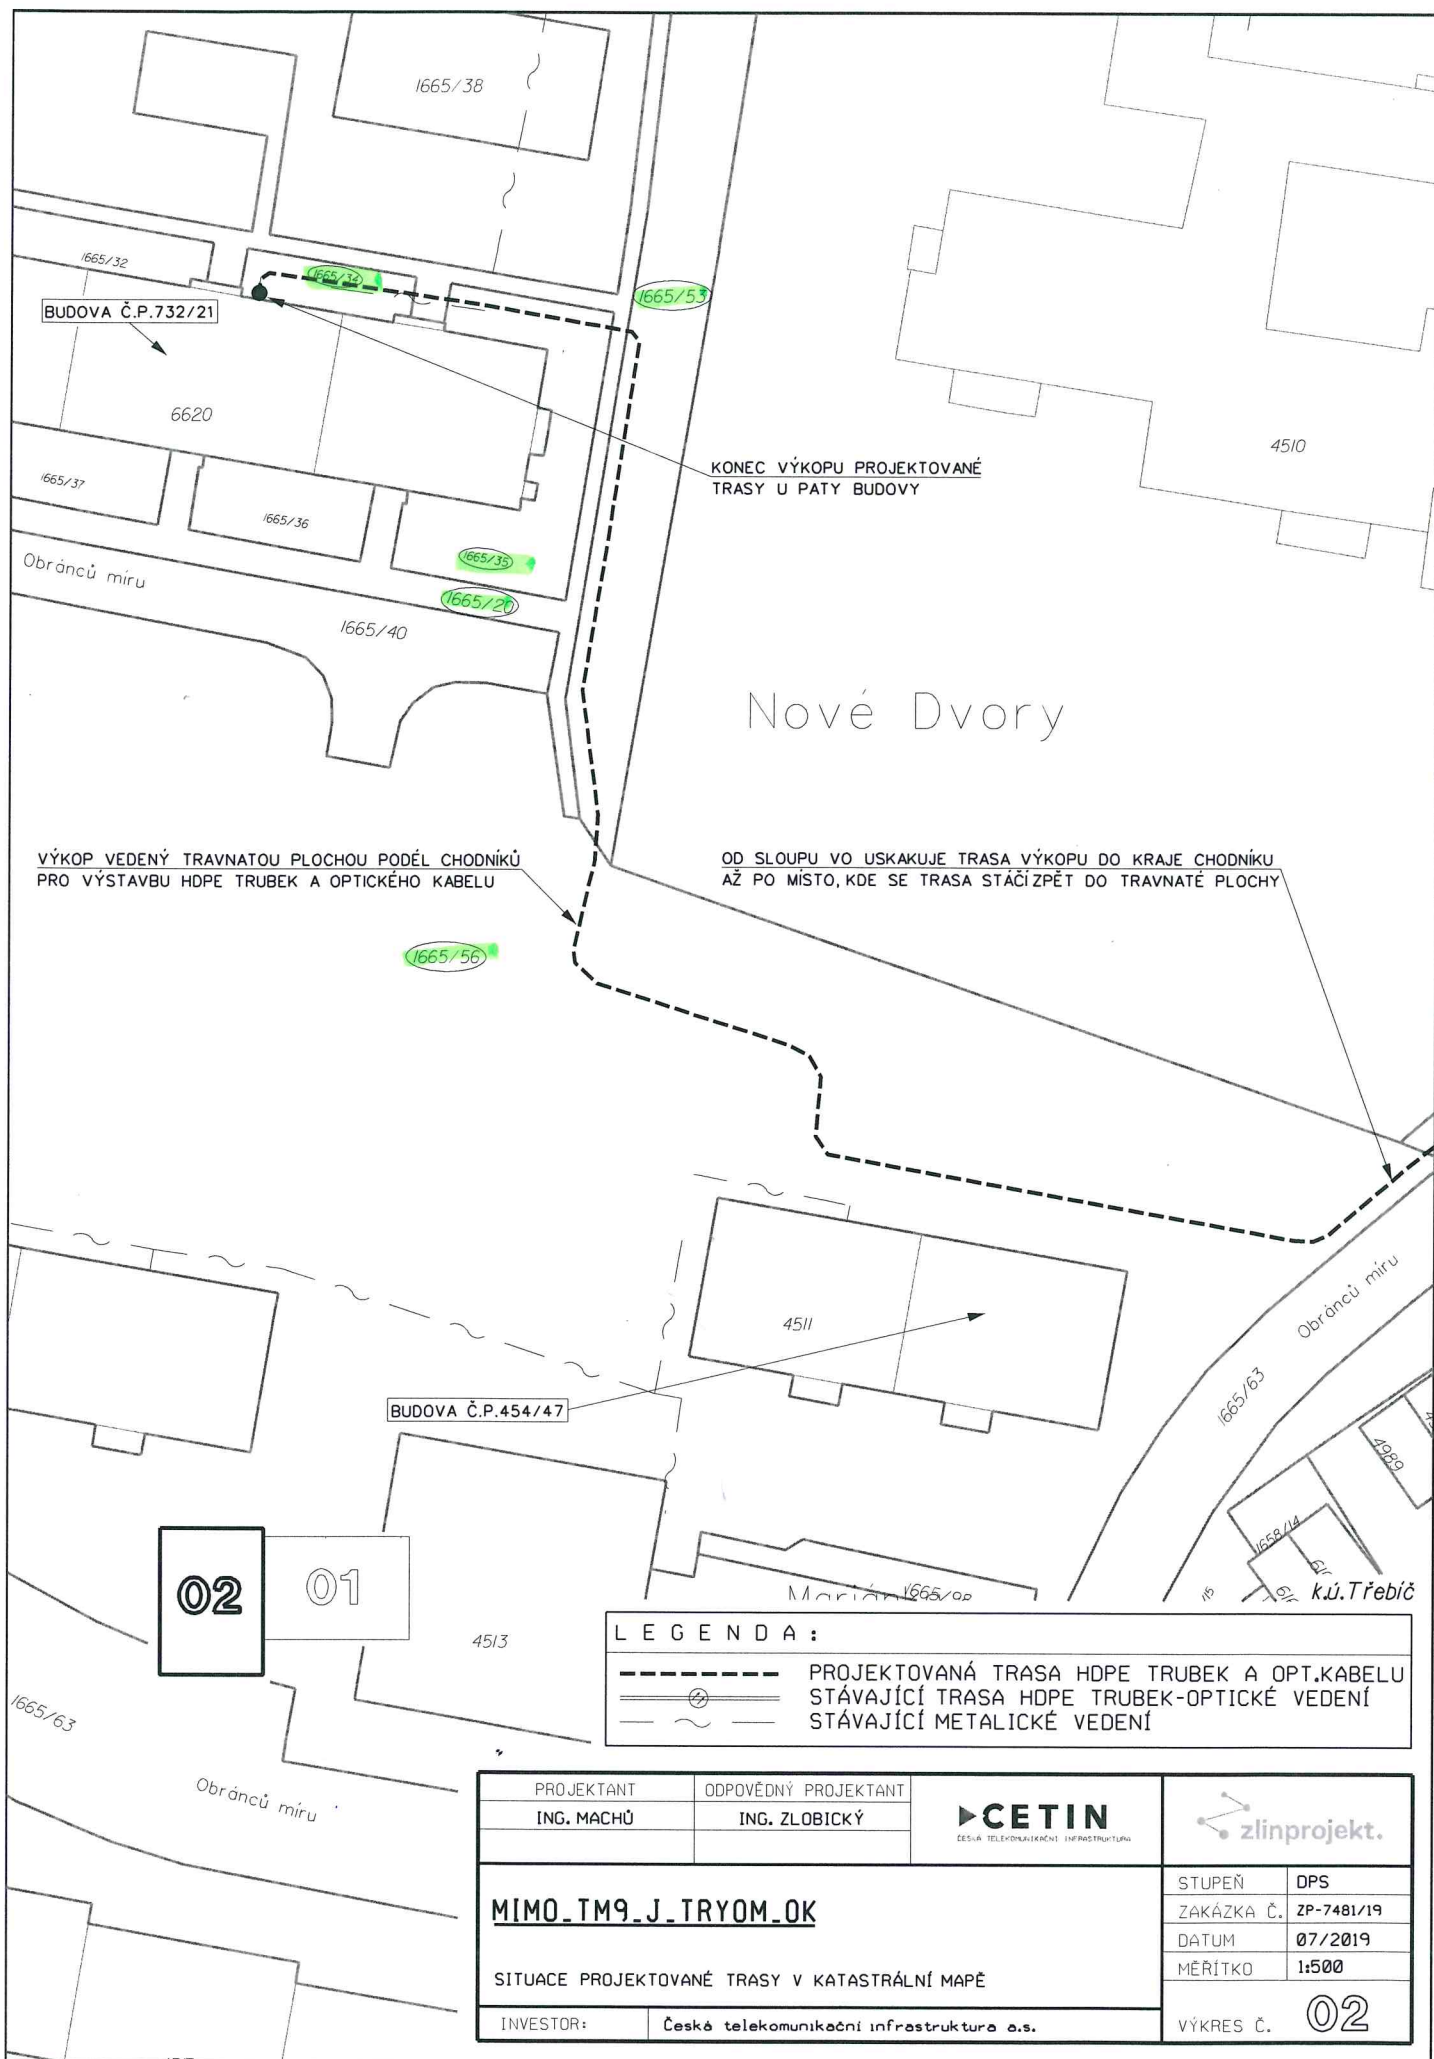 1665/38
1665/32
1665/34
1665/53
BUDOVA Č.P.732/21
6620
4510
KONEC VÝKOPU PROJEKTOVANÉ
TRASY U PATY BUDOVY
1665/37
1665/36
1665/35
Obránců míru
1665/20
1665/40
Nové Dvory
VÝKOP VEDENÝ TRAVNATOU PLOCHOU PODÉL CHODNÍKŮ
PRO VÝSTAVBU HDPE TRUBEK A OPTICKÉHO KABELU
OD SLOUPU VO USKAKUJE TRASA VÝKOPU DO KRAJE CHODNÍKU
AŽ PO MÍSTO, KDE SE TRASA STÁČÍ ZPĚT DO TRAVNATÉ PLOCHY
1665/56
4511
Obránců míru
1665/63
BUDOVA Č.P.454/47
4989
1658/14
02
01
4513
k.ú.Třebíč
1665/63
Obránců míru
LEGENDA:
PROJEKTOVANÁ TRASA HDPE TRUBEK A OPT.KABELU
STÁVAJÍCÍ TRASA HDPE TRUBEK-OPTICKÉ VEDENÍ
STÁVAJÍCÍ METALICKÉ VEDENÍ
PROJEKTANT
ODPOVĚDNÝ PROJEKTANT
ING. MACHŮ
ING. ZLOBICKÝ
CETIN
ČESKÁ TELEKOMUNIKAČNÍ INFRASTRUKTURA
zlinprojekt.
MIMO_TM9_J_TRYOM_OK
SITUACE PROJEKTOVANÉ TRASY V KATASTRÁLNÍ MAPĚ
STUPEŇ DPS
ZAKÁZKA Č. ZP-7481/19
DATUM 07/2019
MĚŘÍTKO 1:500
VÝKRES Č. 02
INVESTOR: Česká telekomunikační infrastruktura a.s.